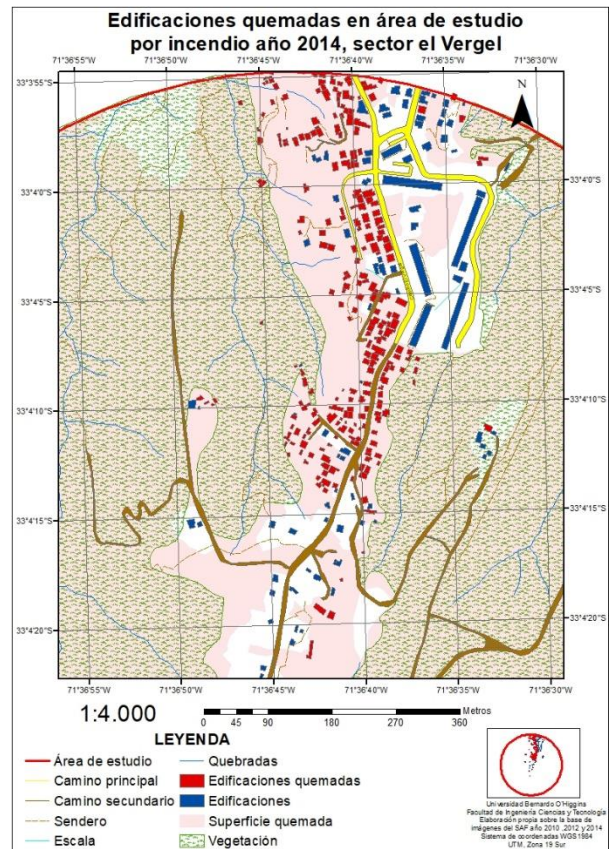 Edificaciones quemadas en área de estudio
por incendio año 2014, sector el Vergel
71°36'55"W 71°36'50"W 71°36'45"W 71°36'40"W 71°36'35"W 71°36'30"W
33°3'55"S 33°3'55"S
N
33°4'0"S 33°4'0"S
33°4'5"S 33°4'5"S
33°4'10"S 33°4'10"S
33°4'15"S 33°4'15"S
33°4'20"S 33°4'20"S
71°36'55"W 71°36'50"W 71°36'45"W 71°36'40"W 71°36'35"W 71°36'30"W
1:4.000
Metros
0 45 90 180 270 360
LEYENDA
Área de estudio
Camino principal
Camino secundario
Sendero
Escala
Quebradas
Edificaciones quemadas
Edificaciones
Superficie quemada
Vegetación
Universidad Bernardo O'Higgins
Facultad de Ingeniería Ciencias y Tecnología
Elaboración propia sobre la base de
imágenes del SAF año 2010 ,2012 y 2014
Sistema de coordenadas WGS1984
UTM, Zona 19 Sur